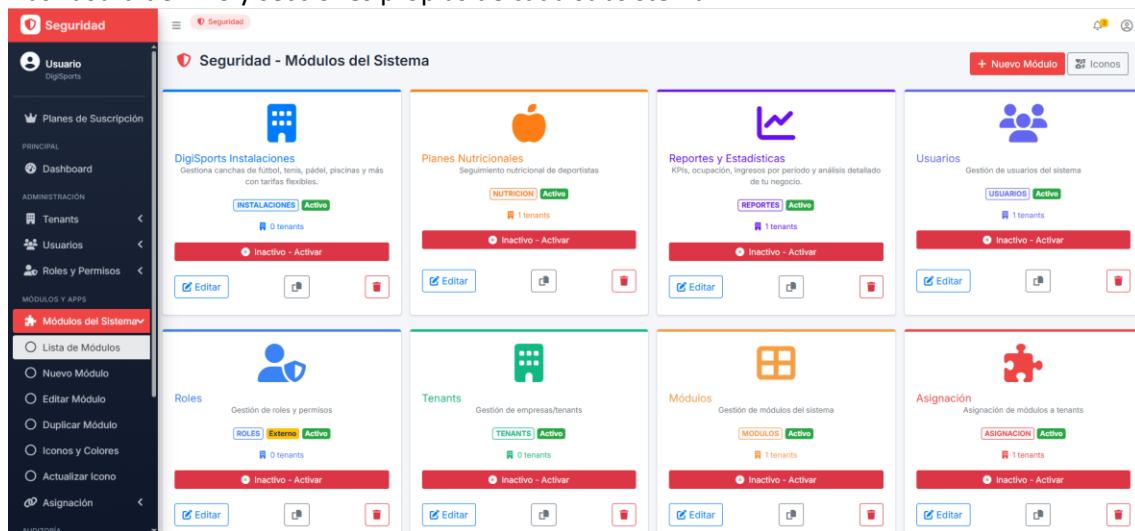 Seguridad
Seguridad
Usuario
DigiSports
Planes de Suscripción
PRINCIPAL
Dashboard
ADMINISTRACIÓN
Tenants
Usuarios
Roles y Permisos
MÓDULOS Y APPS
Módulos del Sistema
Lista de Módulos
Nuevo Módulo
Editar Módulo
Duplicar Módulo
Iconos y Colores
Actualizar Icono
Asignación
AUDITORÍA
Seguridad - Módulos del Sistema
+ Nuevo Módulo
Iconos
DigiSports Instalaciones
Gestiona canchas de fútbol, tenis, pádel, piscinas y más
con tarifas flexibles.
INSTALACIONES Activo
0 tenants
Inactivo - Activar
Editar
Planes Nutricionales
Seguimiento nutricional de deportistas
NUTRICION Activo
1 tenants
Inactivo - Activar
Editar
Reportes y Estadísticas
KPIs, ocupación, ingresos por período y análisis detallado
de tu negocio.
REPORTES Activo
1 tenants
Inactivo - Activar
Editar
Usuarios
Gestión de usuarios del sistema
USUARIOS Activo
1 tenants
Inactivo - Activar
Editar
Roles
Gestión de roles y permisos
ROLES Externo Activo
0 tenants
Inactivo - Activar
Editar
Tenants
Gestión de empresas/tenants
TENANTS Activo
0 tenants
Inactivo - Activar
Editar
Módulos
Gestión de módulos del sistema
MODULOS Activo
1 tenants
Inactivo - Activar
Editar
Asignación
Asignación de módulos a tenants
ASIGNACION Activo
1 tenants
Inactivo - Activar
Editar